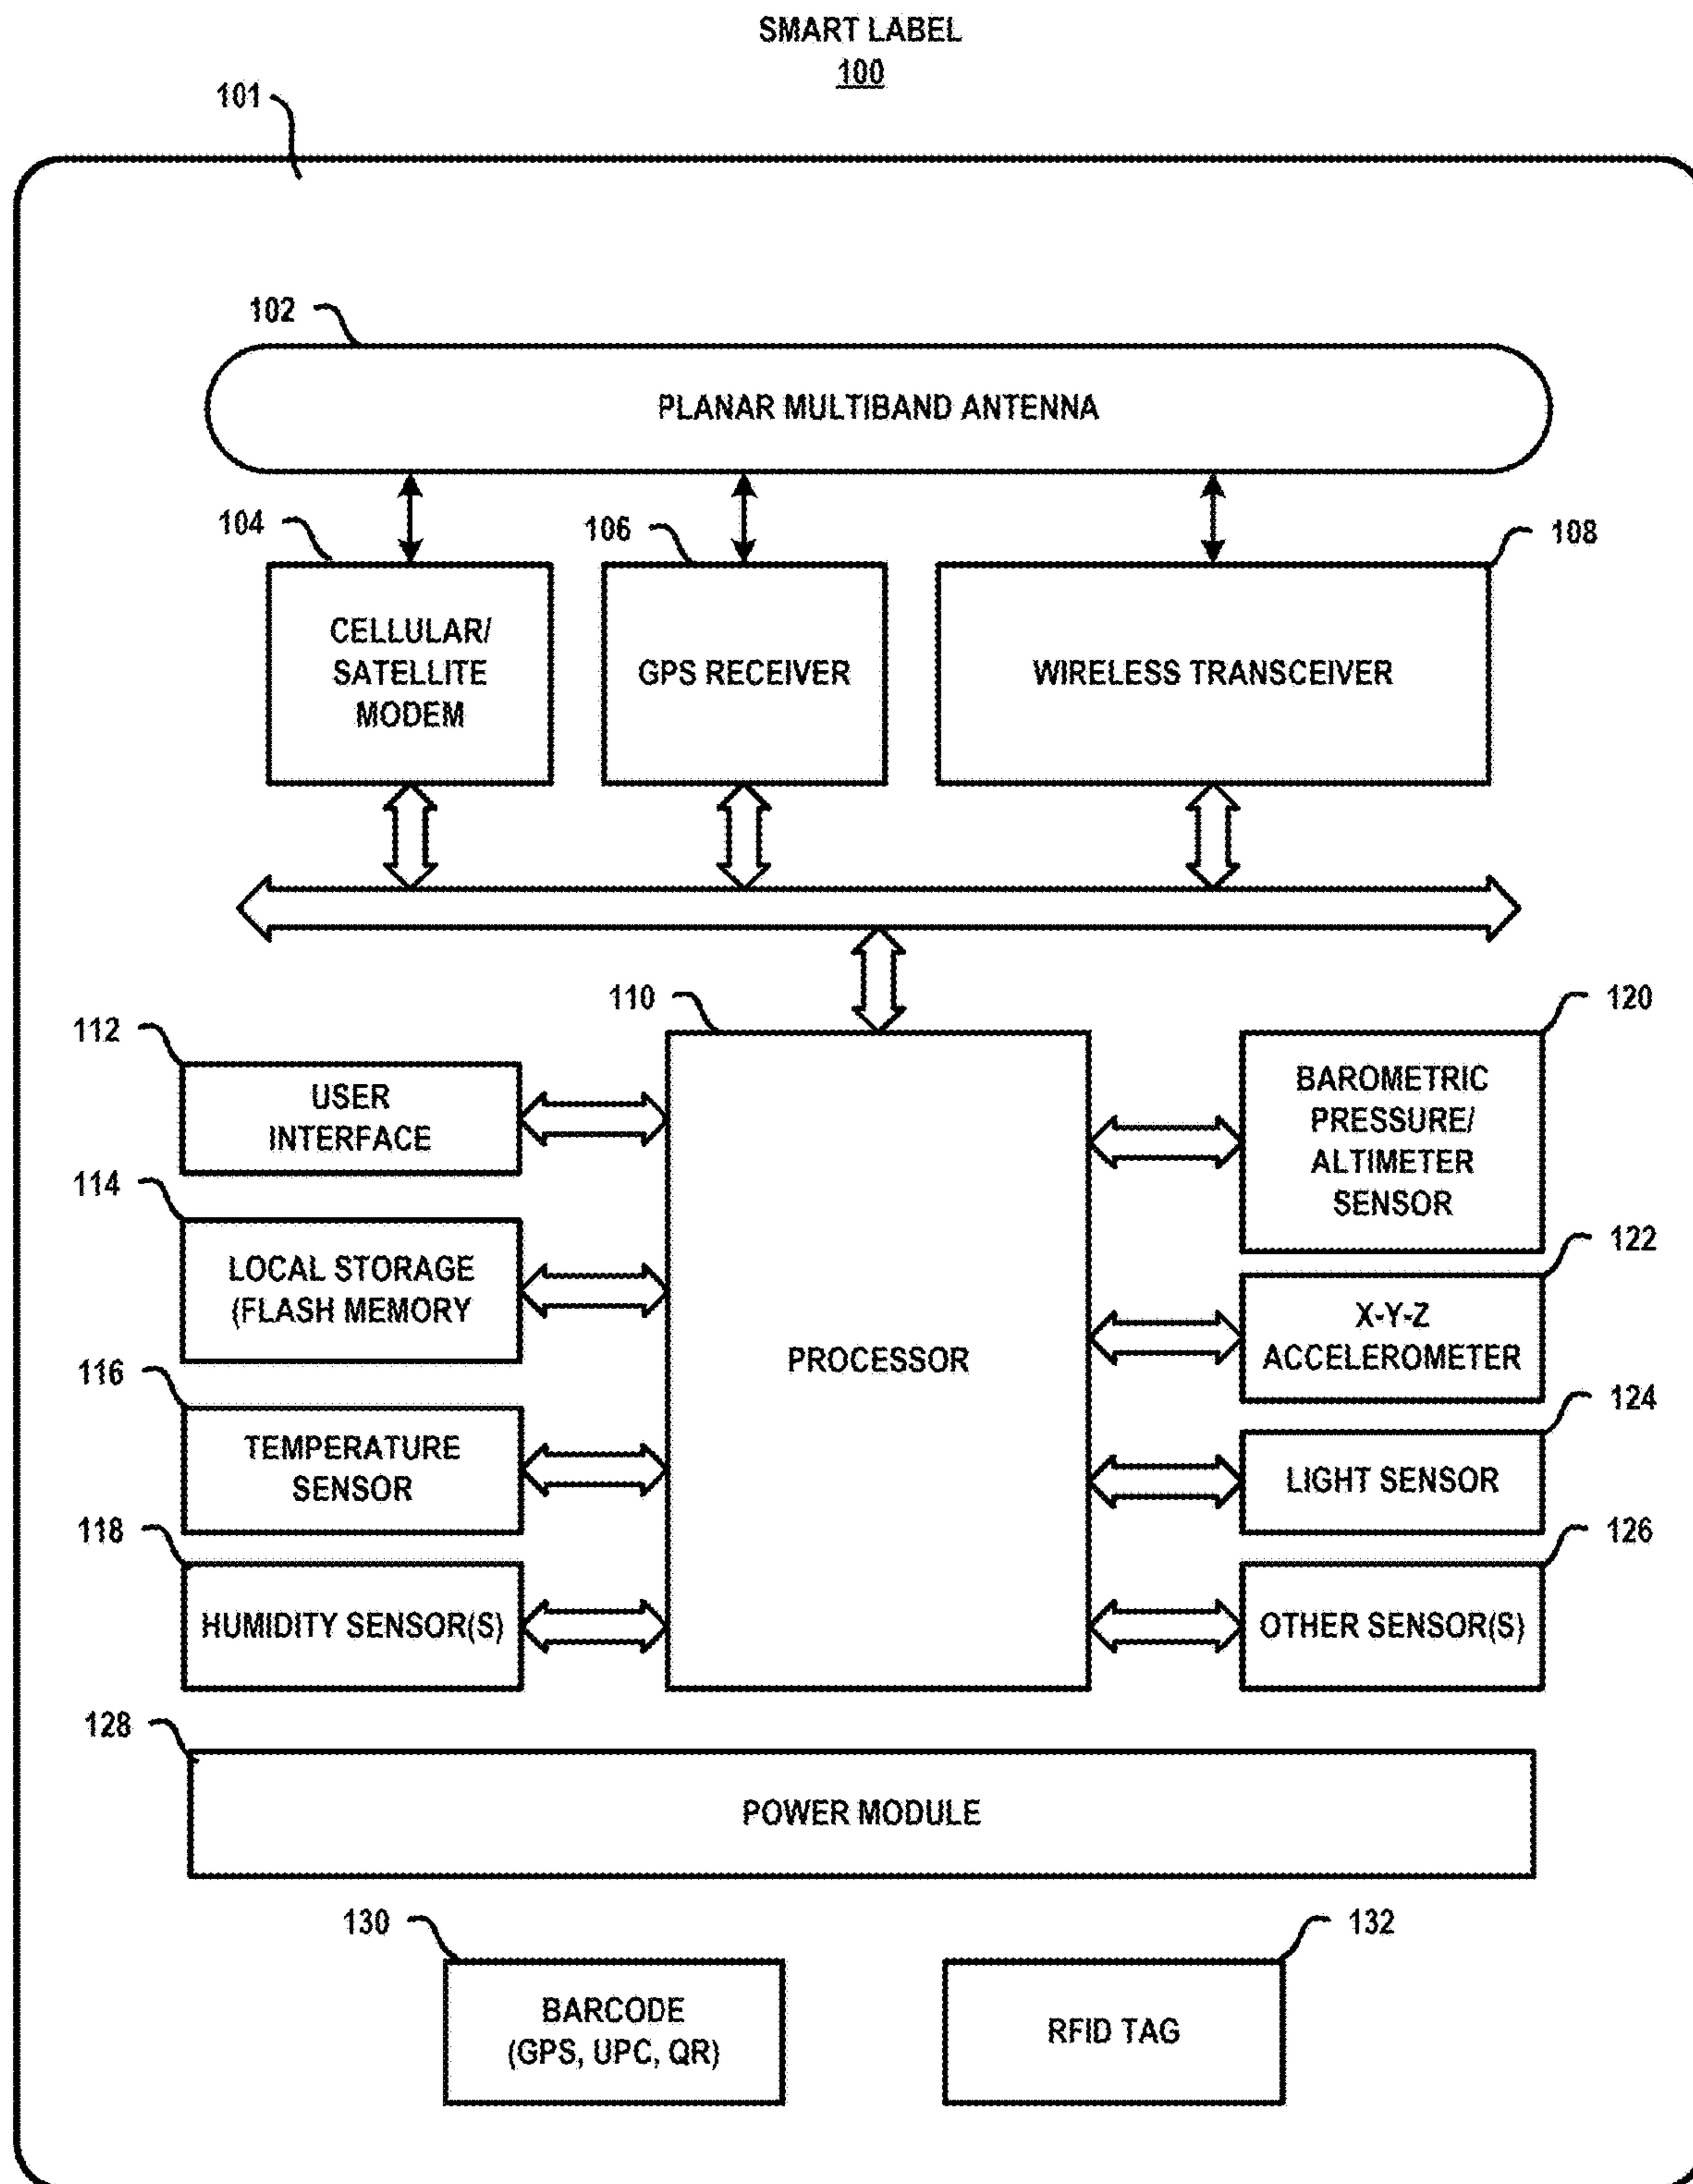 SMART LABEL
100
101
102
PLANAR MULTIBAND ANTENNA
104
106
108
CELLULAR/
SATELLITE
MODEM
GPS RECEIVER
WIRELESS TRANSCEIVER
110
112
USER
INTERFACE
114
LOCAL STORAGE
(FLASH MEMORY
116
TEMPERATURE
SENSOR
118
HUMIDITY SENSOR(S)
PROCESSOR
120
BAROMETRIC
PRESSURE/
ALTIMETER
SENSOR
122
X-Y-Z
ACCELEROMETER
124
LIGHT SENSOR
126
OTHER SENSOR(S)
128
POWER MODULE
130
BARCODE
(GPS, UPC, QR)
132
RFID TAG